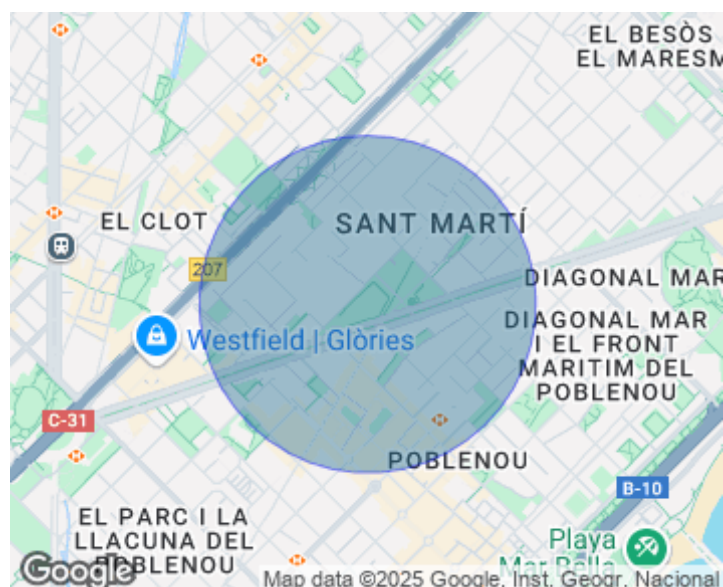 EL BESÒS
EL MARESM
EL CLOT
SANT MARTÍ
207
DIAGONAL MAR
Westfield | Glòries
DIAGONAL MAR
I EL FRONT
MARITIM DEL
POBLENOU
C-31
POBLENOU
B-10
EL PARC I LA
LLACUNA DEL
POBLENOU
Playa
Mar Bella
Google
Map data ©2025 Google, Inst. Geogr. Nacional